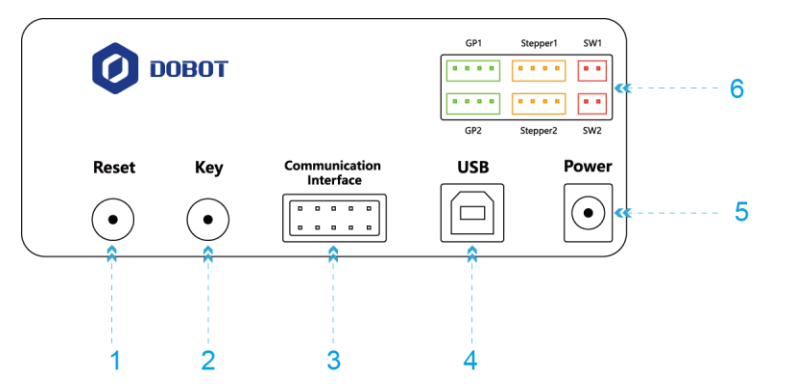 GP1 Stepper1 SW1
DOBOT
6
GP2 Stepper2 SW2
Reset Key Communication Interface USB Power
5
1 2 3 4